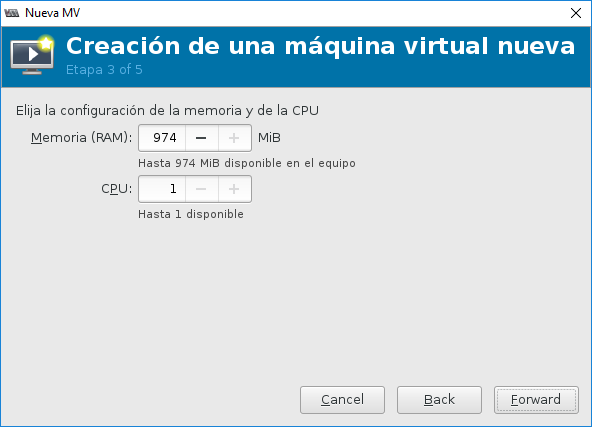 Nueva MV
Creación de una máquina virtual nueva
Etapa 3 of 5
Elija la configuración de la memoria y de la CPU
Memoria (RAM): 974 − + MiB
Hasta 974 MiB disponible en el equipo
CPU: 1 − +
Hasta 1 disponible
Cancel Back Forward